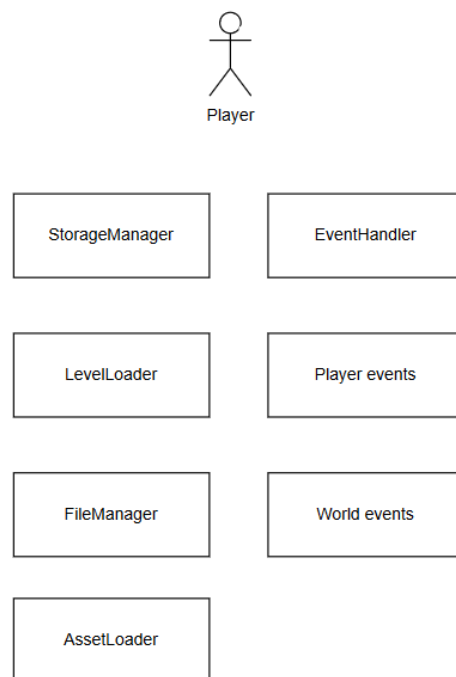 Player
StorageManager
EventHandler
LevelLoader
Player events
FileManager
World events
AssetLoader